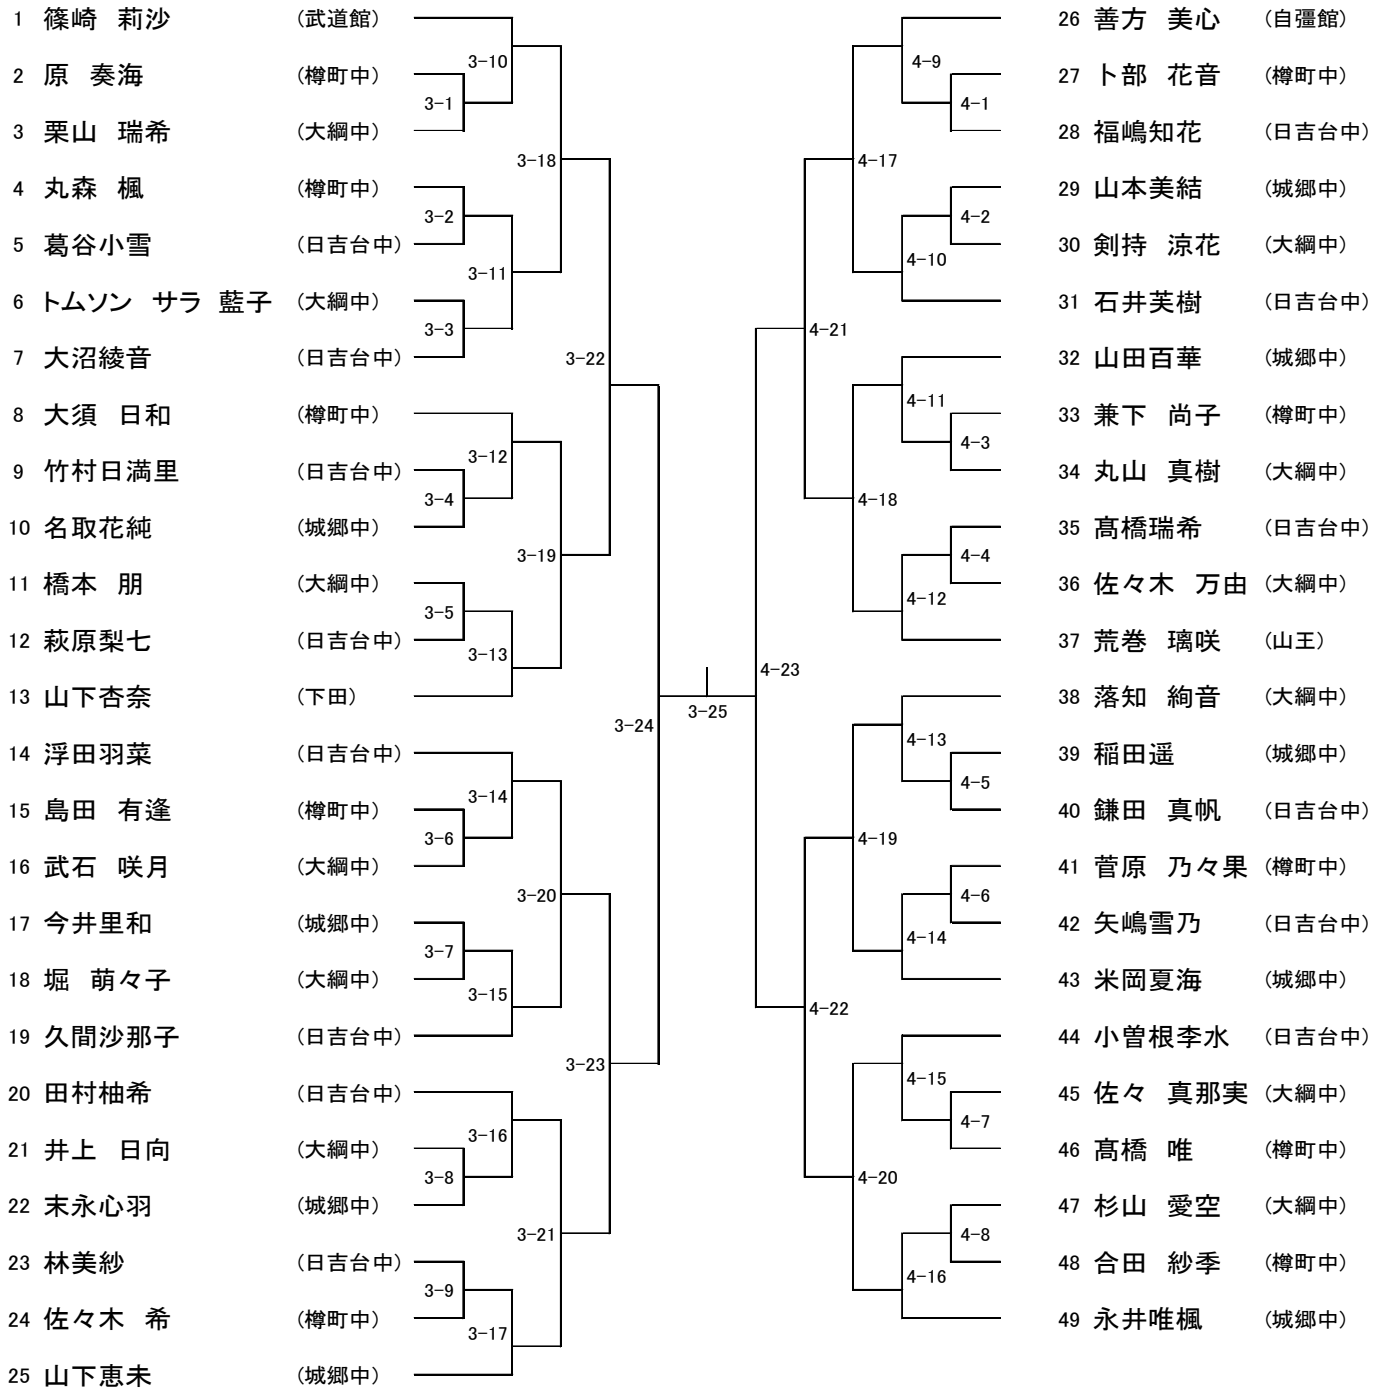 1 篠崎 莉沙 (武道館)
2 原 奏海 (樽町中)
3 栗山 瑞希 (大綱中)
4 丸森 楓 (樽町中)
5 葛谷小雪 (日吉台中)
6 トムソン サラ 藍子 (大綱中)
7 大沼綾音 (日吉台中)
8 大須 日和 (樽町中)
9 竹村日満里 (日吉台中)
10 名取花純 (城郷中)
11 橋本 朋 (大綱中)
12 萩原梨七 (日吉台中)
13 山下杏奈 (下田)
14 浮田羽菜 (日吉台中)
15 島田 有逢 (樽町中)
16 武石 咲月 (大綱中)
17 今井里和 (城郷中)
18 堀 萌々子 (大綱中)
19 久間沙那子 (日吉台中)
20 田村柚希 (日吉台中)
21 井上 日向 (大綱中)
22 末永心羽 (城郷中)
23 林美紗 (日吉台中)
24 佐々木 希 (樽町中)
25 山下恵未 (城郷中)
3-10
3-1
3-18
3-2
3-11
3-3
3-22
3-12
3-4
3-19
3-5
3-13
3-24
3-14
3-6
3-20
3-7
3-15
3-23
3-16
3-8
3-21
3-9
3-17
3-25
4-9
4-1
4-17
4-2
4-10
4-21
4-11
4-3
4-18
4-4
4-12
4-23
4-13
4-5
4-19
4-6
4-14
4-22
4-15
4-7
4-20
4-8
4-16
26 善方 美心 (自彊館)
27 卜部 花音 (樽町中)
28 福嶋知花 (日吉台中)
29 山本美結 (城郷中)
30 剣持 涼花 (大綱中)
31 石井芙樹 (日吉台中)
32 山田百華 (城郷中)
33 兼下 尚子 (樽町中)
34 丸山 真樹 (大綱中)
35 髙橋瑞希 (日吉台中)
36 佐々木 万由 (大綱中)
37 荒巻 璃咲 (山王)
38 落知 絢音 (大綱中)
39 稲田遥 (城郷中)
40 鎌田 真帆 (日吉台中)
41 菅原 乃々果 (樽町中)
42 矢嶋雪乃 (日吉台中)
43 米岡夏海 (城郷中)
44 小曽根李水 (日吉台中)
45 佐々 真那実 (大綱中)
46 髙橋 唯 (樽町中)
47 杉山 愛空 (大綱中)
48 合田 紗季 (樽町中)
49 永井唯楓 (城郷中)